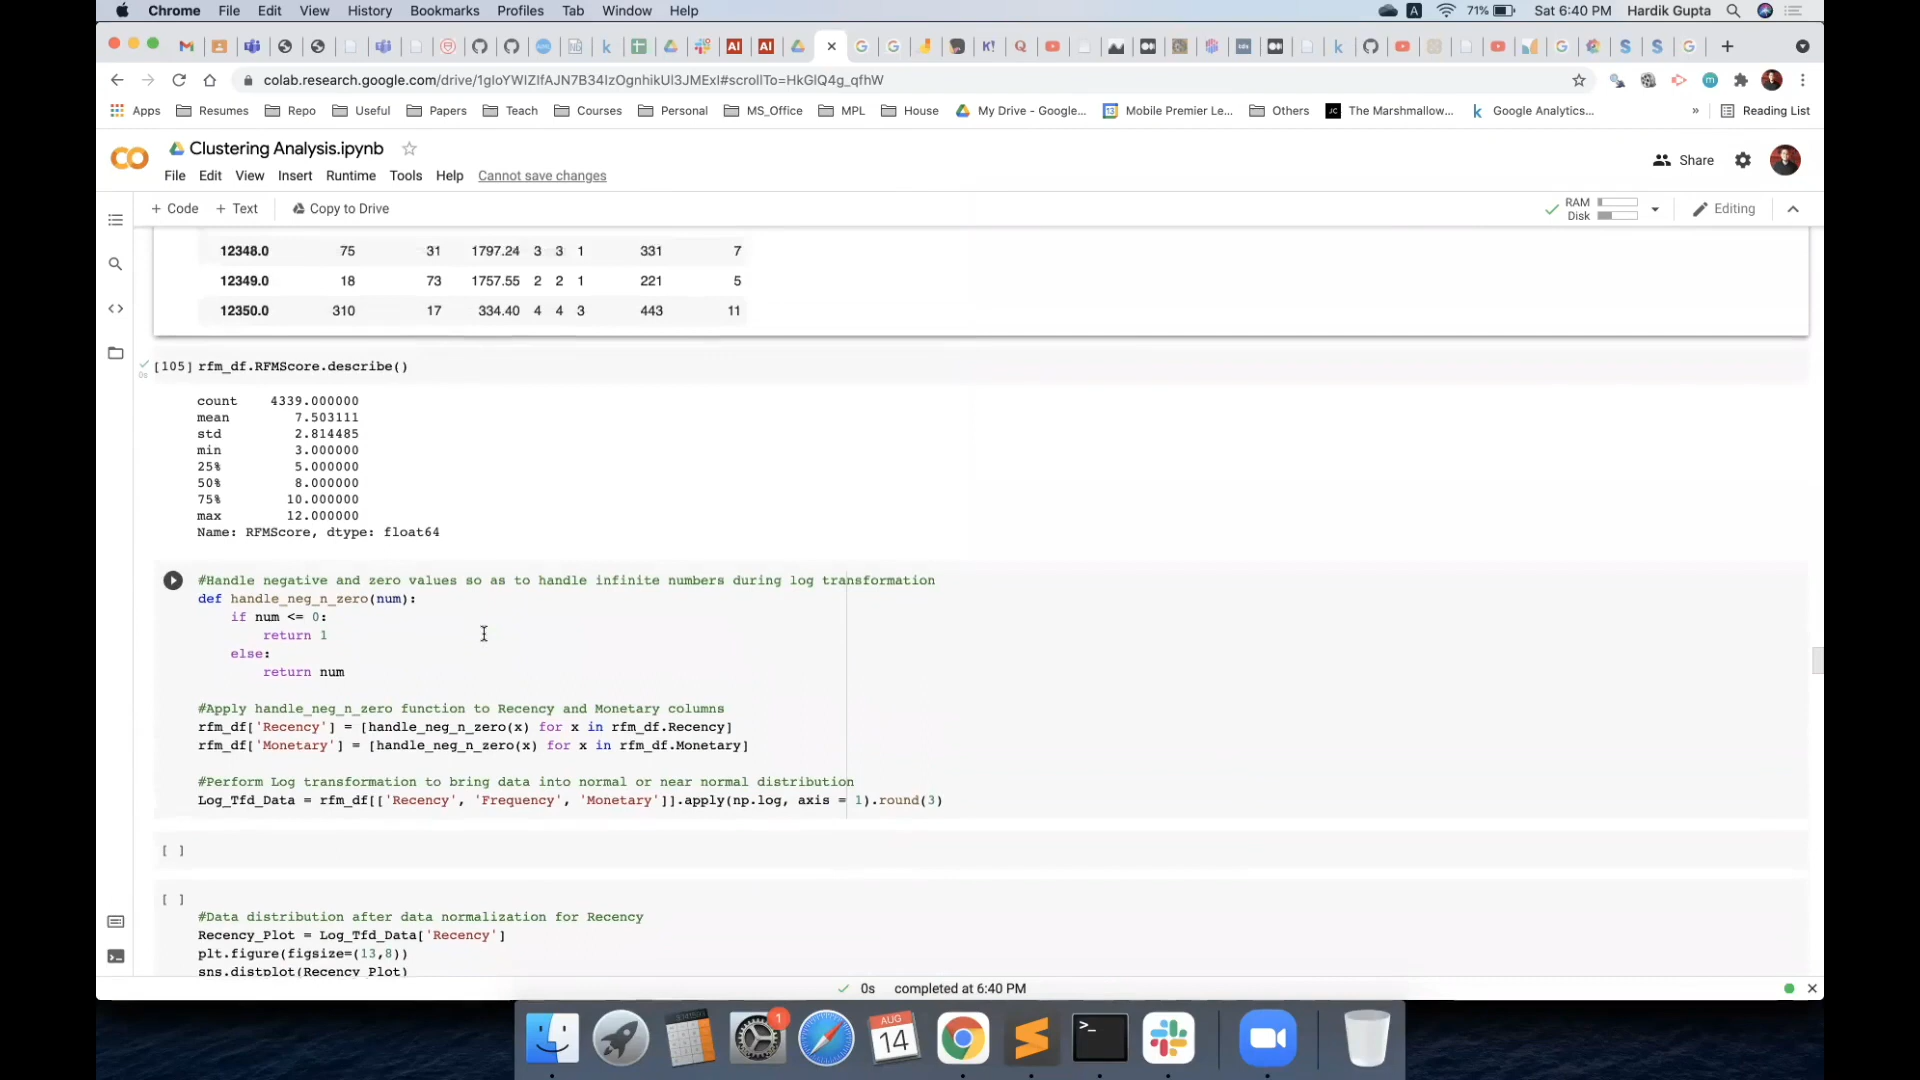 Chrome File Edit View History Bookmarks Profiles Tab Window Help A 71% Sat 6:40 PM Hardik Gupta
colab.research.google.com/drive/1gIoYWIZIfAJN7B34IzOgnhikUl3JMExI#scrollTo=HkGlQ4g_qfhW
Apps Resumes Repo Useful Papers Teach Courses Personal MS_Office MPL House My Drive - Google... Mobile Premier Le... Others The Marshmallow... Google Analytics... » Reading List
Clustering Analysis.ipynb
Share
File Edit View Insert Runtime Tools Help Cannot save changes
+ Code + Text Copy to Drive RAM Disk Editing
12348.0 75 31 1797.24 3 3 1 331 7
12349.0 18 73 1757.55 2 2 1 221 5
12350.0 310 17 334.40 4 4 3 443 11
[105] rfm_df.RFMScore.describe()
0s
count 4339.000000
mean 7.503111
std 2.814485
min 3.000000
25% 5.000000
50% 8.000000
75% 10.000000
max 12.000000
Name: RFMScore, dtype: float64
#Handle negative and zero values so as to handle infinite numbers during log transformation
def handle_neg_n_zero(num):
if num <= 0:
return 1
else:
return num
#Apply handle_neg_n_zero function to Recency and Monetary columns
rfm_df['Recency'] = [handle_neg_n_zero(x) for x in rfm_df.Recency]
rfm_df['Monetary'] = [handle_neg_n_zero(x) for x in rfm_df.Monetary]
#Perform Log transformation to bring data into normal or near normal distribution
Log_Tfd_Data = rfm_df[['Recency', 'Frequency', 'Monetary']].apply(np.log, axis = 1).round(3)
[ ]
[ ]
#Data distribution after data normalization for Recency
Recency_Plot = Log_Tfd_Data['Recency']
plt.figure(figsize=(13,8))
sns.distplot(Recency_Plot)
0s completed at 6:40 PM
1
AUG
14